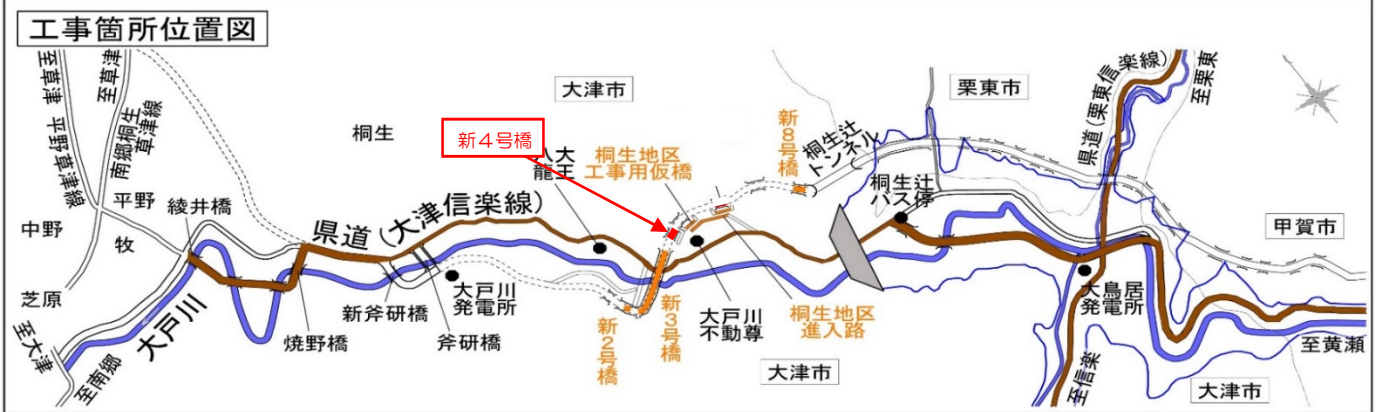 工事箇所位置図
至草津 平野草津線
至草津
南郷桐生
草津線
中野
平野
牧
芝原
至大津
至南郷
大戸川
綾井橋
桐生
県道(大津信楽線)
焼野橋
新斧研橋
斧研橋
大戸川
発電所
大津市
新4号橋
八大
龍王
桐生地区
工事用仮橋
新2号橋
新3号橋
大戸川
不動尊
桐生地区
進入路
新8号橋
桐生辻
トンネル
桐生辻
バス停
大津市
栗東市
県道(栗東信楽線)
至栗東
甲賀市
大鳥居
発電所
至信楽
至黄瀬
大津市